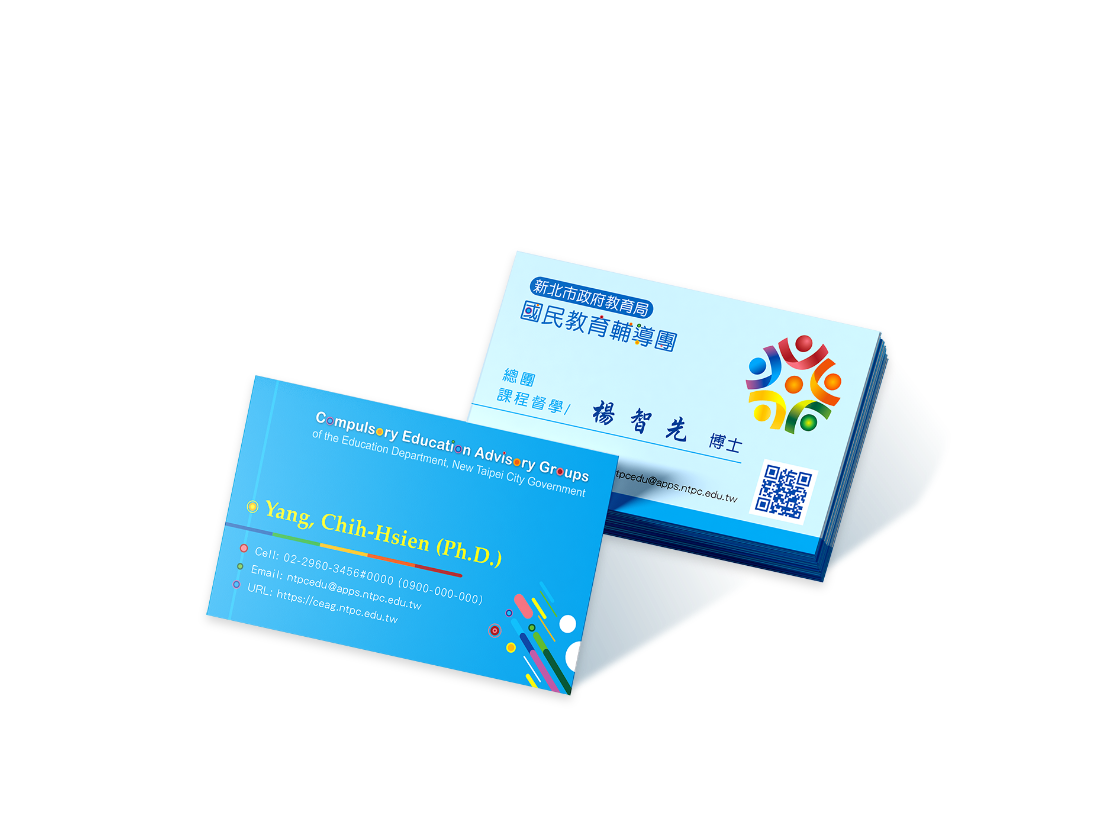 新北市政府教育局
國民教育輔導團
總團
課程督學/ 楊智先 博士
ntpcedu@apps.ntpc.edu.tw
Compulsory Education Advisory Groups
of the Education Department, New Taipei City Government
Yang, Chih-Hsien (Ph.D.)
Cell: 02-2960-3456#0000 (0900-000-000)
Email: ntpcedu@apps.ntpc.edu.tw
URL: https://ceag.ntpc.edu.tw